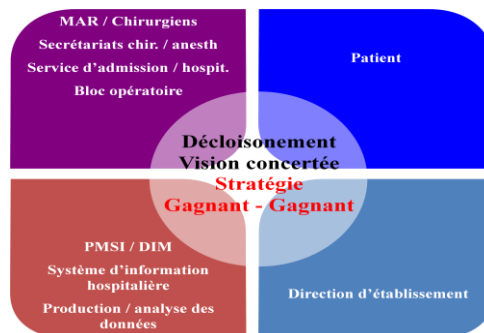 MAR / Chirurgiens
Secrétariats chir. / anesth
Service d'admission / hospit.
Bloc opératoire
Patient
Décloisonement
Vision concertée
Stratégie
Gagnant - Gagnant
PMSI / DIM
Système d'information
hospitalière
Production / analyse des
données
Direction d'établissement